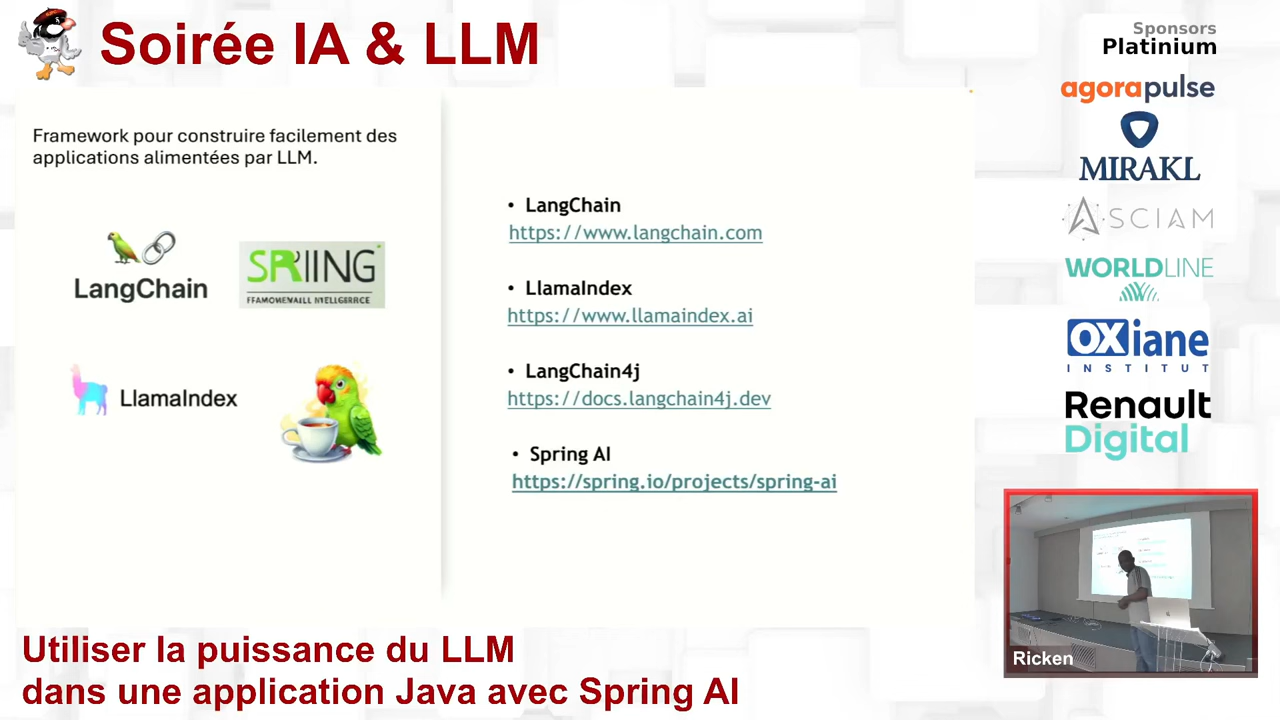 Soirée IA & LLM
Framework pour construire facilement des
applications alimentées par LLM.
LangChain
SRIING
LlamaIndex
• LangChain
https://www.langchain.com
• LlamaIndex
https://www.llamaindex.ai
• LangChain4j
https://docs.langchain4j.dev
• Spring AI
https://spring.io/projects/spring-ai
Sponsors
Platinium
agorapulse
MIRAKL
ASCIAM
WORLDLINE
OXiane
INSTITUT
Renault
Digital
Ricken
Utiliser la puissance du LLM
dans une application Java avec Spring AI